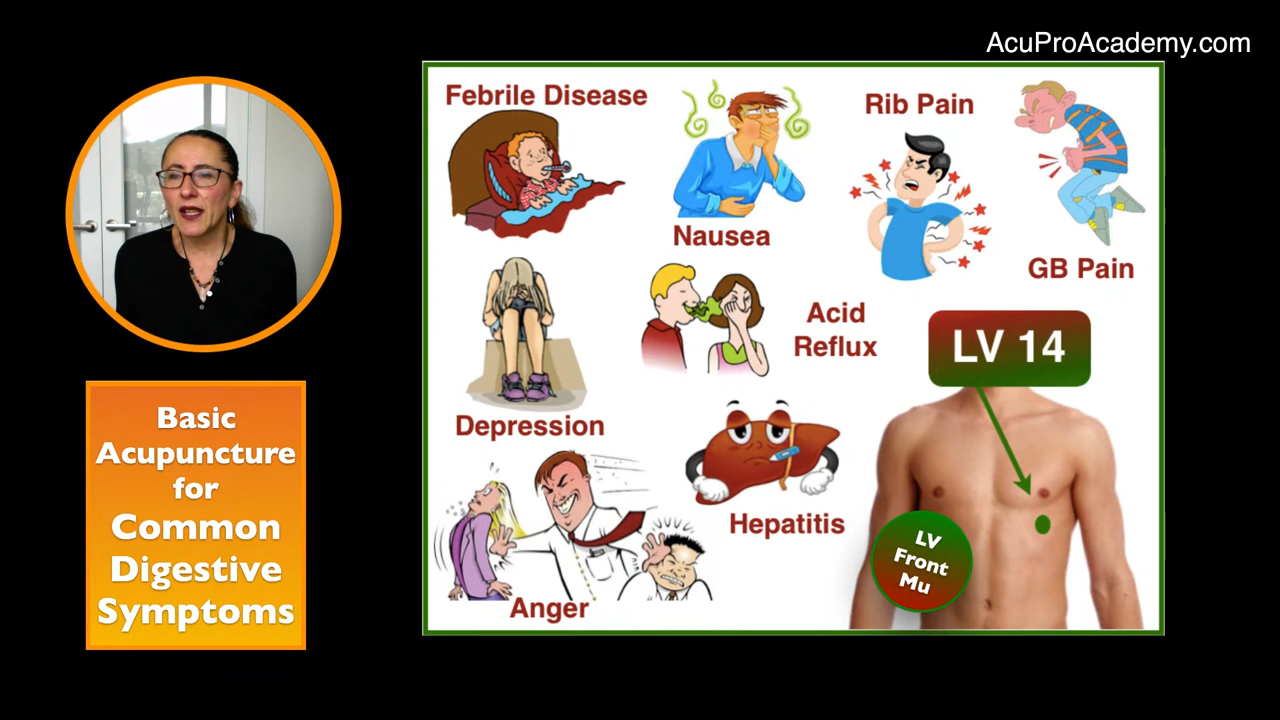 AcuProAcademy.com
Basic
Acupuncture
for
Common
Digestive
Symptoms
Febrile Disease
Nausea
Rib Pain
GB Pain
Depression
Acid
Reflux
LV 14
Hepatitis
Anger
LV
Front
Mu